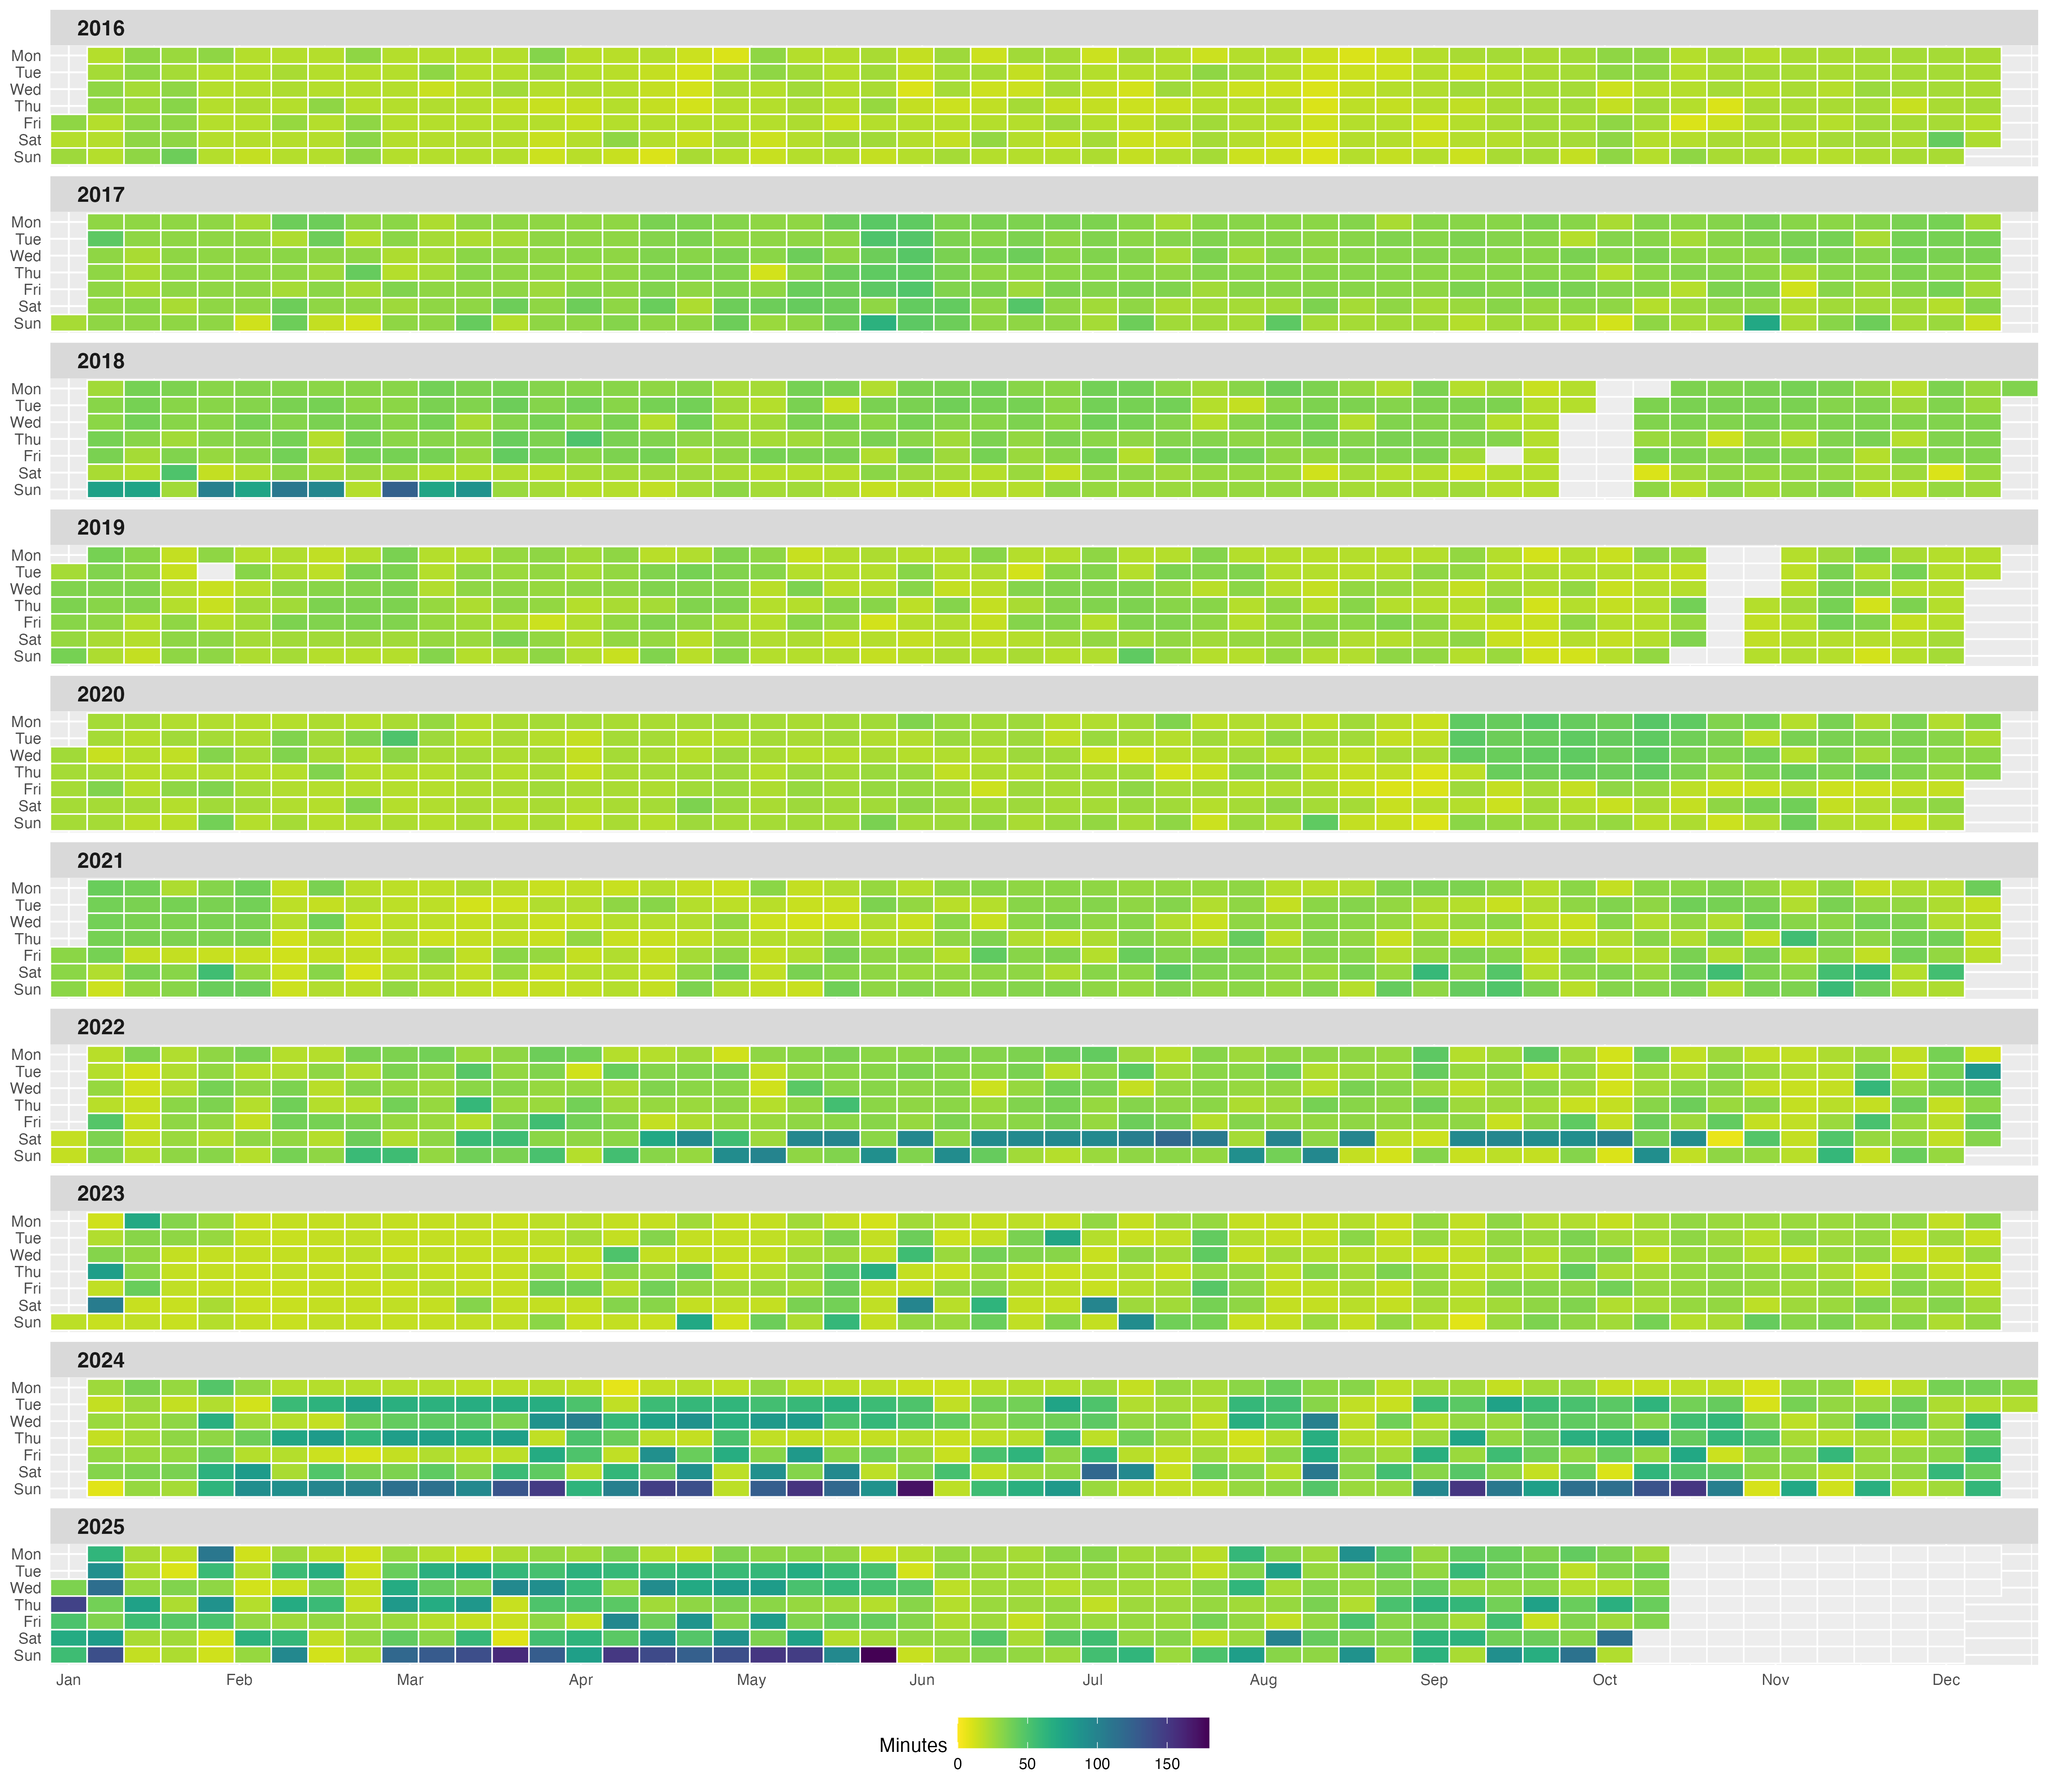 2016
Mon
Tue
Wed
Thu
Fri
Sat
Sun
2017
Mon
Tue
Wed
Thu
Fri
Sat
Sun
2018
Mon
Tue
Wed
Thu
Fri
Sat
Sun
2019
Mon
Tue
Wed
Thu
Fri
Sat
Sun
2020
Mon
Tue
Wed
Thu
Fri
Sat
Sun
2021
Mon
Tue
Wed
Thu
Fri
Sat
Sun
2022
Mon
Tue
Wed
Thu
Fri
Sat
Sun
2023
Mon
Tue
Wed
Thu
Fri
Sat
Sun
2024
Mon
Tue
Wed
Thu
Fri
Sat
Sun
2025
Mon
Tue
Wed
Thu
Fri
Sat
Sun
Jan Feb Mar Apr May Jun Jul Aug Sep Oct Nov Dec
Minutes
0 50 100 150